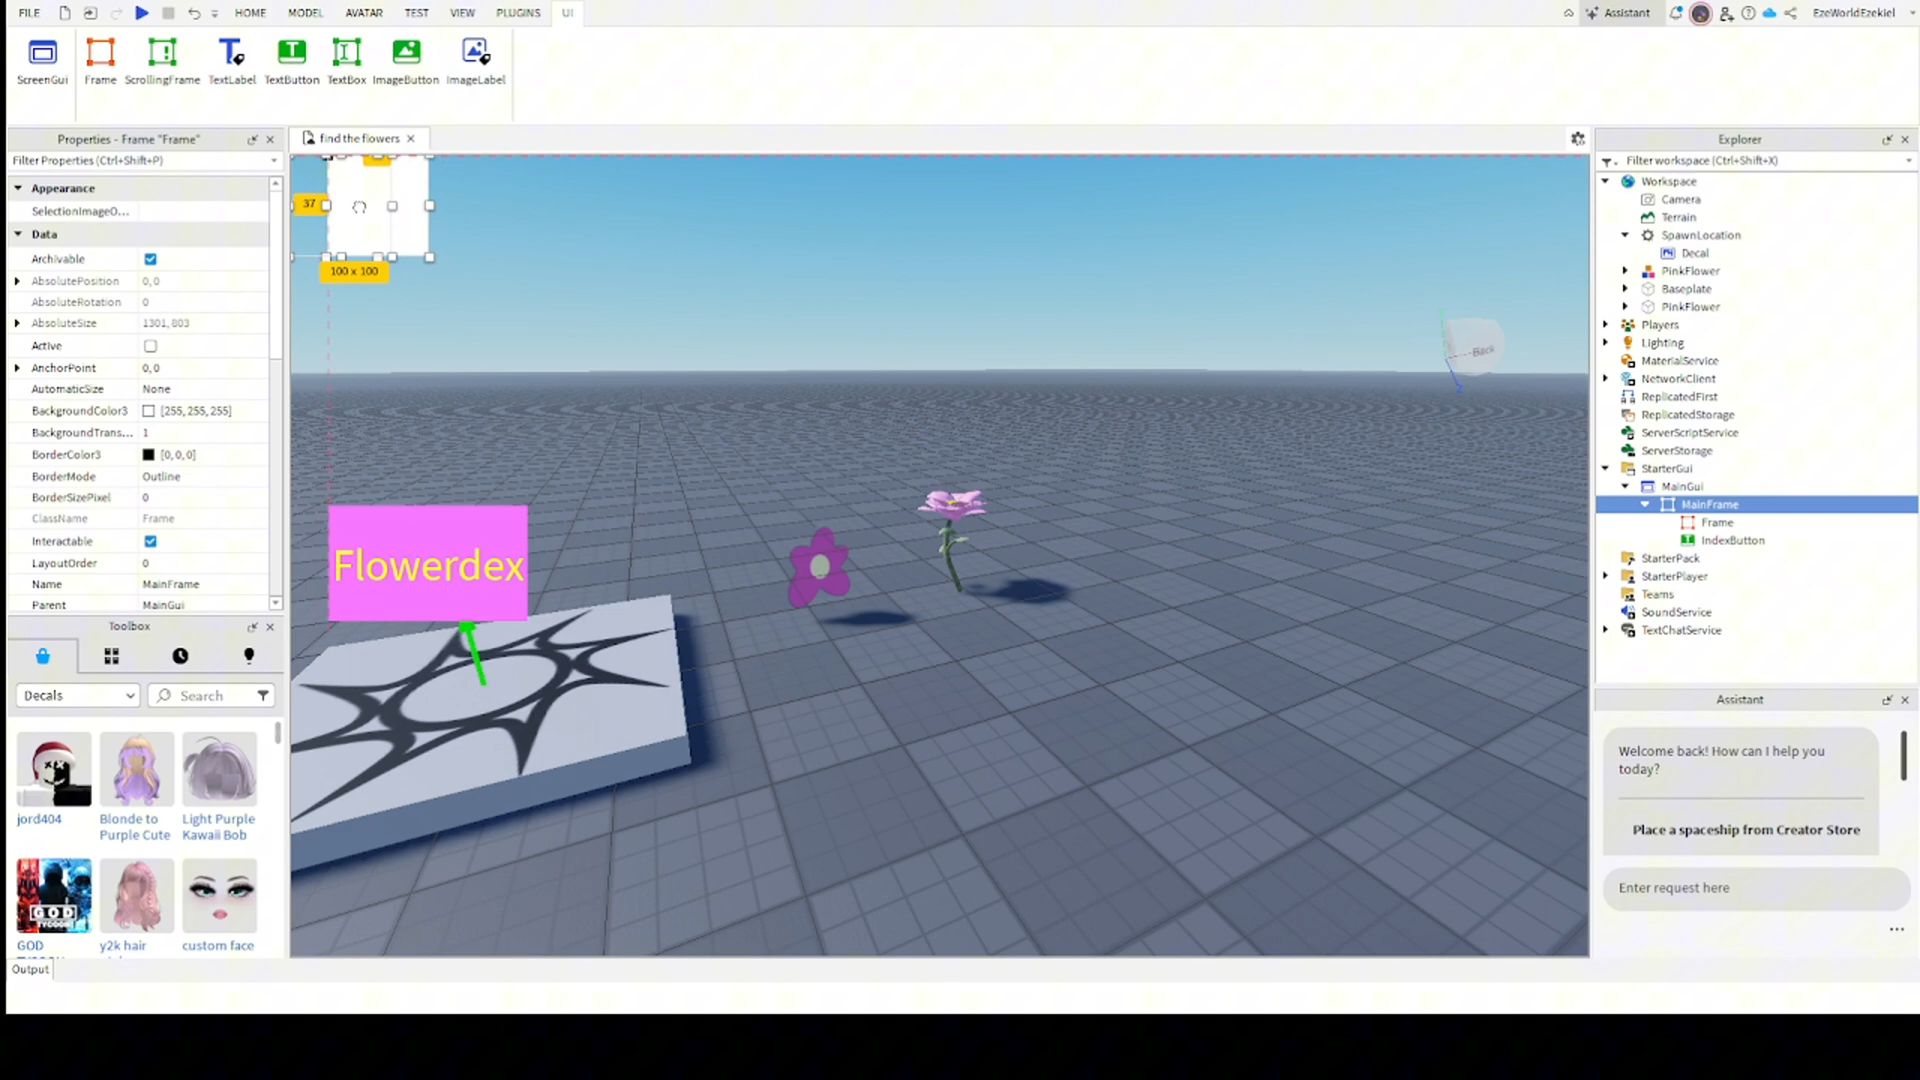 FILE HOME MODEL AVATAR TEST VIEW PLUGINS UI Assistant EzeWorldEzekiel
ScreenGui Frame ScrollingFrame TextLabel TextButton TextBox ImageButton ImageLabel
Properties - Frame "Frame"
Filter Properties (Ctrl+Shift+P)
Appearance
SelectionImageO...
Data
Archivable
AbsolutePosition 0, 0
AbsoluteRotation 0
AbsoluteSize 1301, 803
Active
AnchorPoint 0, 0
AutomaticSize None
BackgroundColor3 [255, 255, 255]
BackgroundTrans... 1
BorderColor3 [0, 0, 0]
BorderMode Outline
BorderSizePixel 0
ClassName Frame
Interactable
LayoutOrder 0
Name MainFrame
Parent MainGui
Toolbox
Decals Search
jord404
Blonde to
Purple Cute
Light Purple
Kawaii Bob
GOD
GOD
y2k hair
custom face
Output
find the flowers
37
100 x 100
Back
Flowerdex
Explorer
Filter workspace (Ctrl+Shift+X)
Workspace
Camera
Terrain
SpawnLocation
Decal
PinkFlower
Baseplate
PinkFlower
Players
Lighting
MaterialService
NetworkClient
ReplicatedFirst
ReplicatedStorage
ServerScriptService
ServerStorage
StarterGui
MainGui
MainFrame
Frame
IndexButton
StarterPack
StarterPlayer
Teams
SoundService
TextChatService
Assistant
Welcome back! How can I help you
today?
Place a spaceship from Creator Store
Enter request here